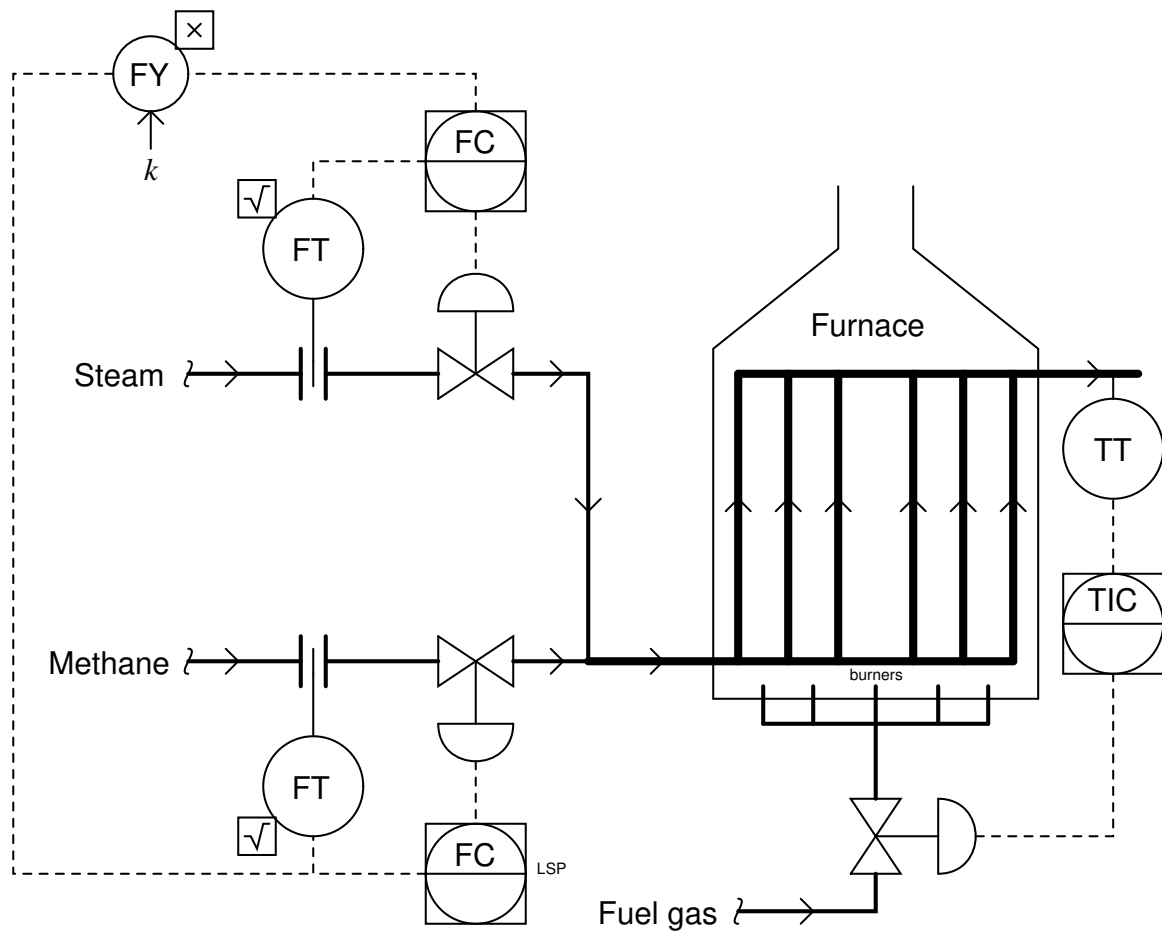 ×
FY
k
FC
√
FT
Furnace
Steam
TT
TIC
Methane
burners
FT
√
FC
LSP
Fuel gas